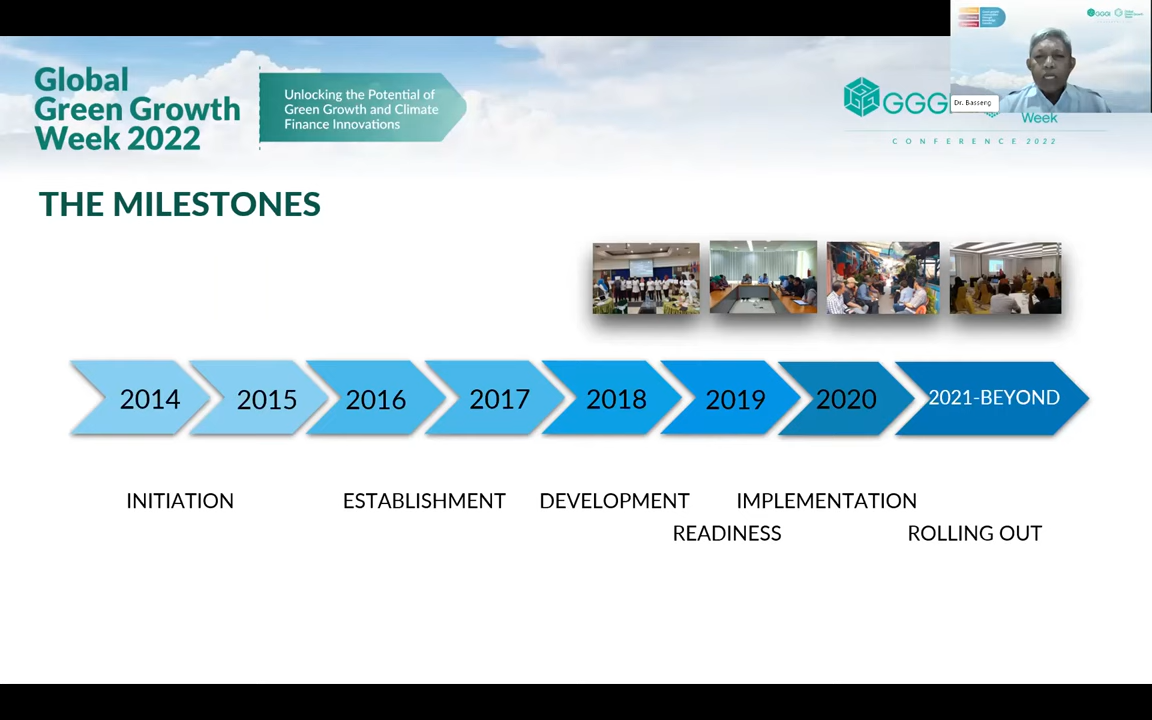 Global
Green Growth
Week 2022
Unlocking the Potential of
Green Growth and Climate
Finance Innovations
GGG
Week
CONFERENCE 2022
Dr. Basseng
GGGI
THE MILESTONES
2014
2015
2016
2017
2018
2019
2020
2021-BEYOND
INITIATION
ESTABLISHMENT
DEVELOPMENT
IMPLEMENTATION
READINESS
ROLLING OUT